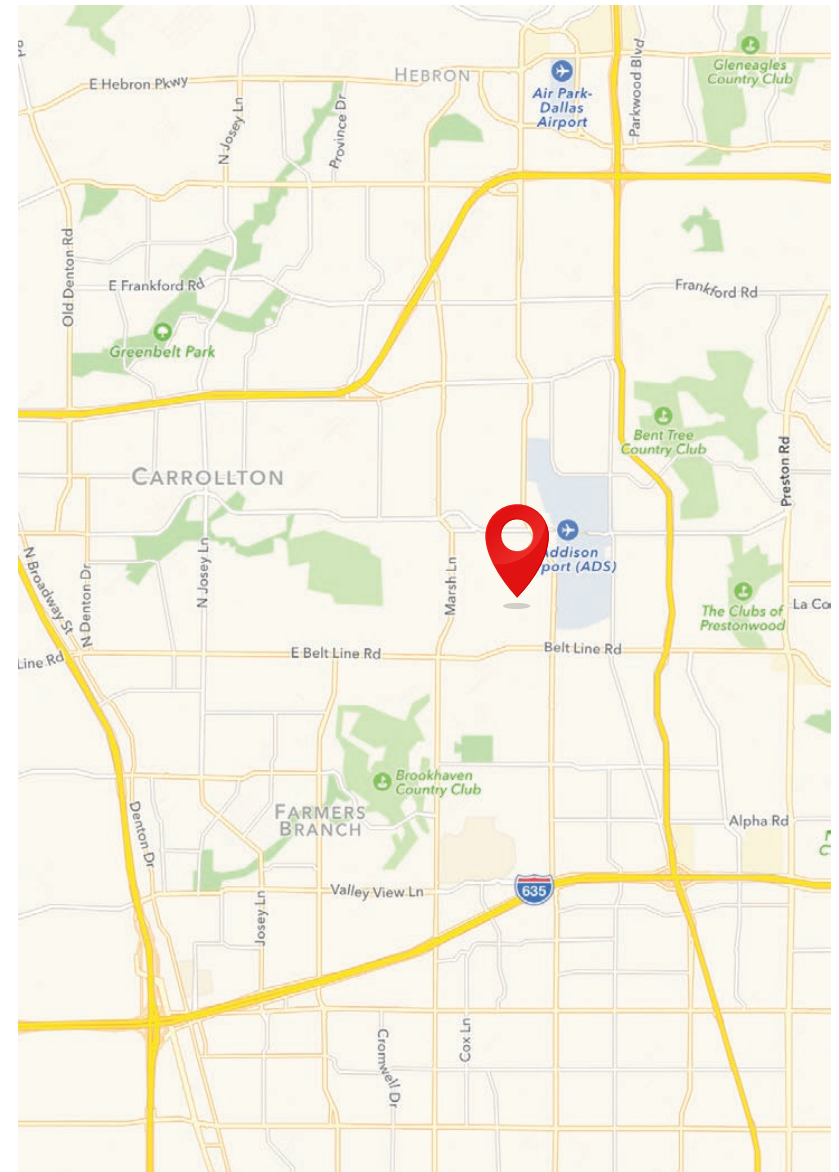 Gleneagles
Country Club
Parkwood Blvd
HEBRON
E Hebron Pkwy
Air Park-
Dallas
Airport
N Josey Ln
Province Dr
Old Denton Rd
E Frankford Rd
Frankford Rd
Greenbelt Park
Bent Tree
Country Club
Preston Rd
CARROLLTON
Addison
port (ADS)
N Broadway St
N Denton Dr
N Josey Ln
Marsh Ln
The Clubs of
Prestonwood
La Co
Line Rd
E Belt Line Rd
Belt Line Rd
Brookhaven
Country Club
FARMERS
BRANCH
Denton Dr
Alpha Rd
Josey Ln
Valley View Ln
635
Cromwell Dr
Cox Ln